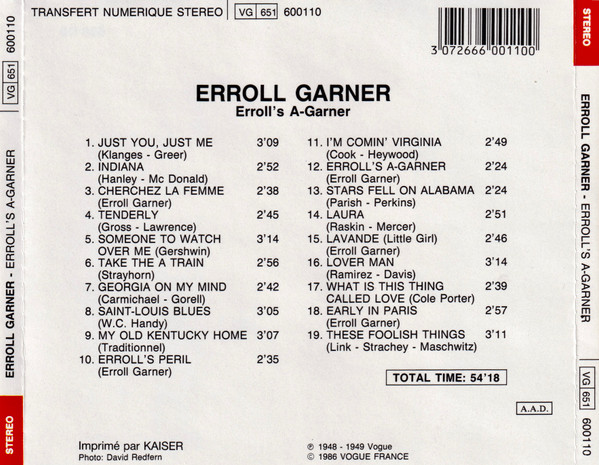 TRANSFERT NUMERIQUE STEREO VG 651 600110
3072666001100
ERROLL GARNER
Erroll's A-Garner
1. JUST YOU, JUST ME 3'09
(Klanges - Greer)
2. INDIANA 2'52
(Hanley - Mc Donald)
3. CHERCHEZ LA FEMME 2'38
(Erroll Garner)
4. TENDERLY 2'45
(Gross - Lawrence)
5. SOMEONE TO WATCH 3'14
OVER ME (Gershwin)
6. TAKE THE A TRAIN 2'56
(Strayhorn)
7. GEORGIA ON MY MIND 2'42
(Carmichael - Gorell)
8. SAINT-LOUIS BLUES 3'05
(W.C. Handy)
9. MY OLD KENTUCKY HOME 3'07
(Traditionnel)
10. ERROLL'S PERIL 2'35
(Erroll Garner)
11. I'M COMIN' VIRGINIA 2'49
(Cook - Heywood)
12. ERROLL'S A-GARNER 2'24
(Erroll Garner)
13. STARS FELL ON ALABAMA 2'24
(Parish - Perkins)
14. LAURA 2'51
(Raskin - Mercer)
15. LAVANDE (Little Girl) 2'46
(Erroll Garner)
16. LOVER MAN 3'14
(Ramirez - Davis)
17. WHAT IS THIS THING 2'39
CALLED LOVE (Cole Porter)
18. EARLY IN PARIS 2'57
(Erroll Garner)
19. THESE FOOLISH THINGS 3'11
(Link - Strachey - Maschwitz)
TOTAL TIME: 54'18
A.A.D.
Imprimé par KAISER
Photo: David Redfern
℗ 1948 - 1949 Vogue
© 1986 VOGUE FRANCE
STEREO ERROLL GARNER - ERROLL'S A-GARNER VG 651 600110
STEREO ERROLL GARNER - ERROLL'S A-GARNER VG 651 600110